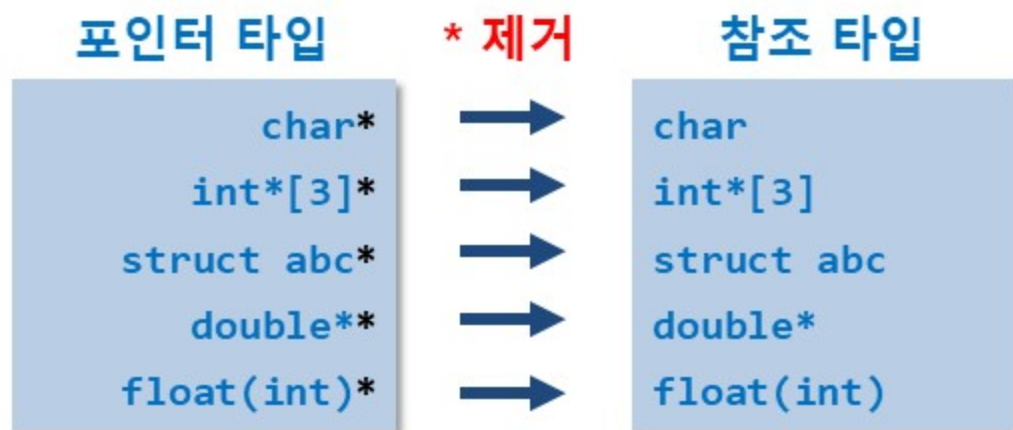 포인터 타입 * 제거 참조 타입
char* char
int*[3]* int*[3]
struct abc* struct abc
double** double*
float(int)* float(int)